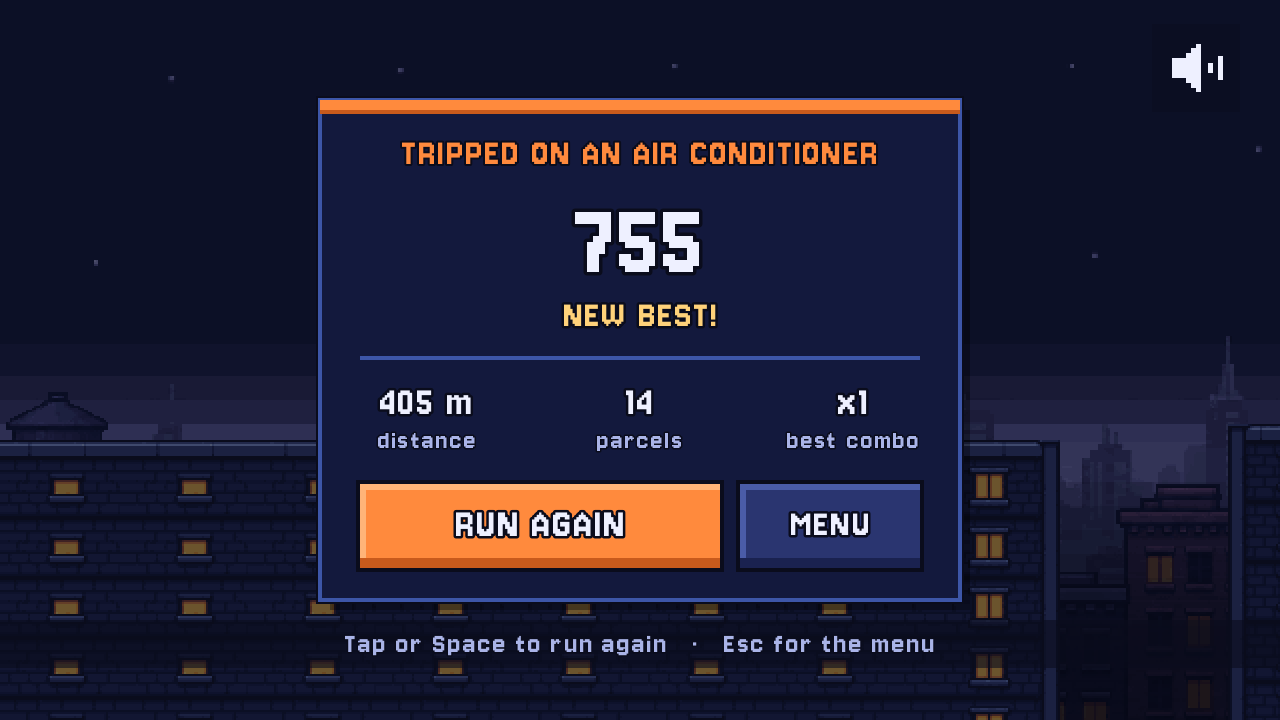 TRIPPED ON AN AIR CONDITIONER
755
NEW BEST!
405 m 14 x1
distance parcels best combo
RUN AGAIN MENU
Tap or Space to run again · Esc for the menu